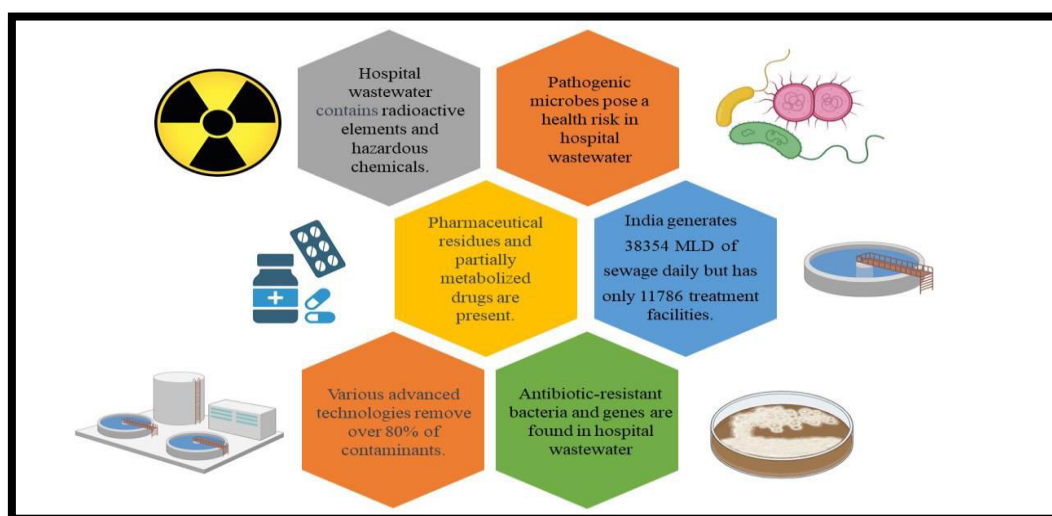 Hospital
wastewater
contains radioactive
elements and
hazardous
chemicals.
Pathogenic
microbes pose a
health risk in
hospital
wastewater
Pharmaceutical
residues and
partially
metabolized
drugs are
present.
India generates
38354 MLD of
sewage daily but has
only 11786 treatment
facilities.
Various advanced
technologies remove
over 80% of
contaminants.
Antibiotic-resistant
bacteria and genes are
found in hospital
wastewater